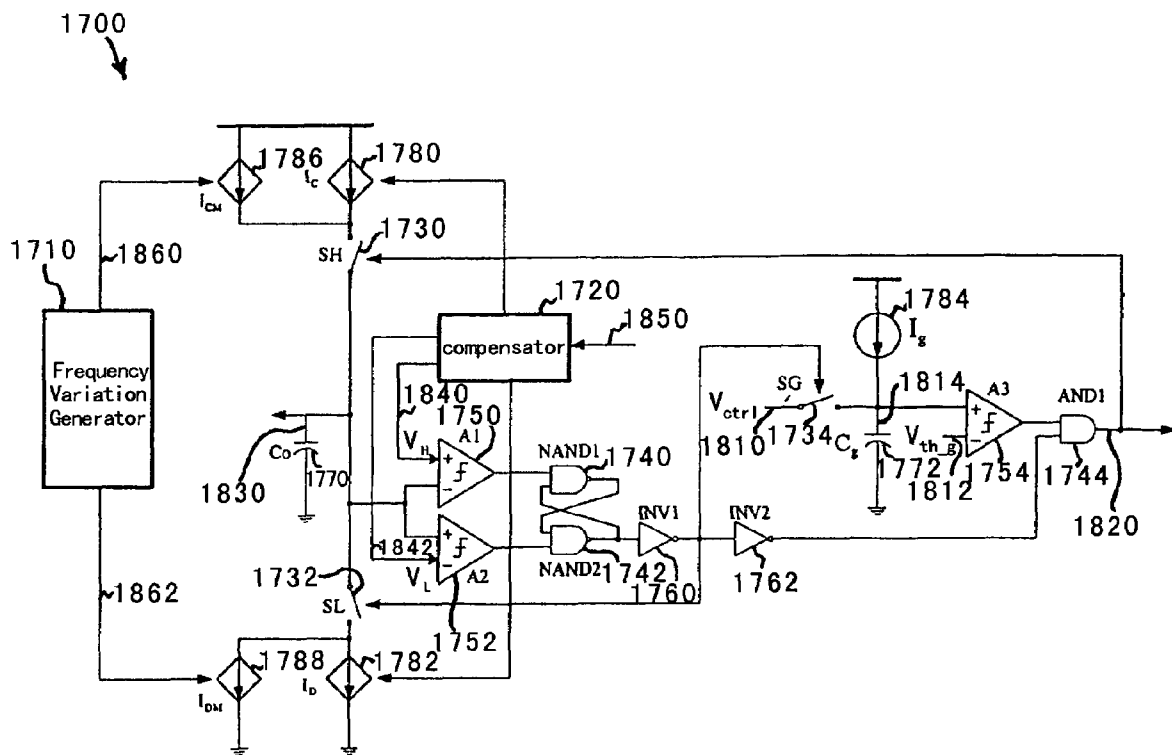 1700
1786
1780
I_C
I_CM
1710
1860
SH
1730
1720
1850
compensator
1784
I_g
Frequency
Variation
Generator
1840
1750
V_H
A1
+
-
NAND1
1740
V_ctrl
SG
1810
1734
1814
A3
+
-
AND1
C_g
V_th_g
1772
1812
1754
1744
1820
Co
1770
1830
INV1
INV2
1842
+
-
V_L
A2
NAND2
1742
1760
1762
1732
SL
1752
1862
1788
1782
I_D
I_DM